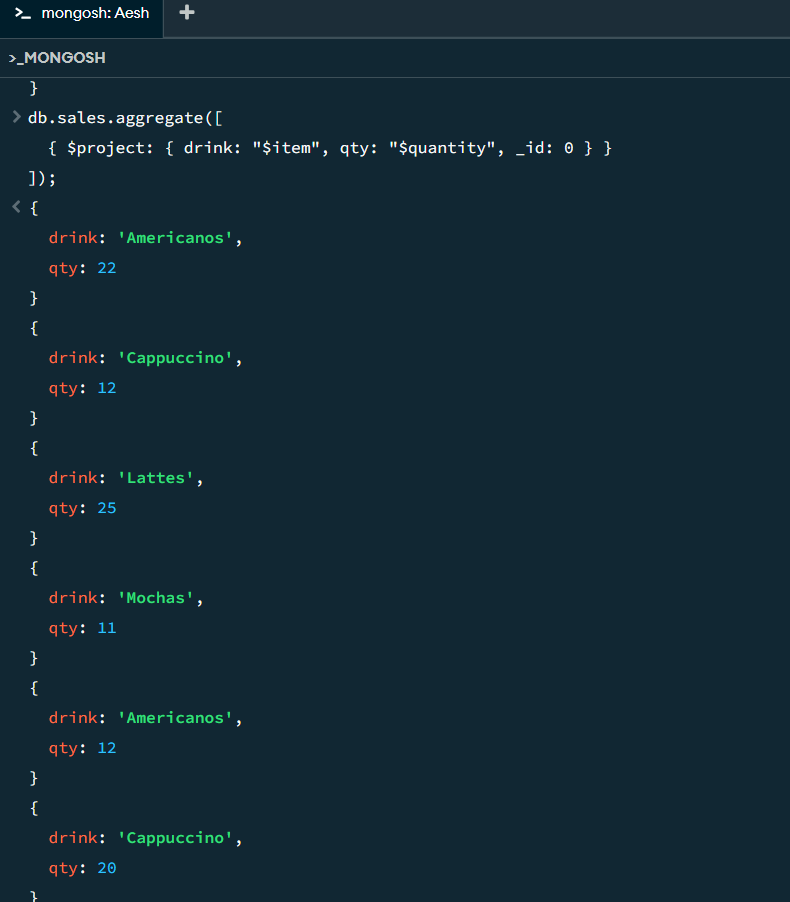 >_ mongosh: Aesh +
>_MONGOSH
}
> db.sales.aggregate([
{ $project: { drink: "$item", qty: "$quantity", _id: 0 } }
]);
< {
drink: 'Americanos',
qty: 22
}
{
drink: 'Cappuccino',
qty: 12
}
{
drink: 'Lattes',
qty: 25
}
{
drink: 'Mochas',
qty: 11
}
{
drink: 'Americanos',
qty: 12
}
{
drink: 'Cappuccino',
qty: 20
}